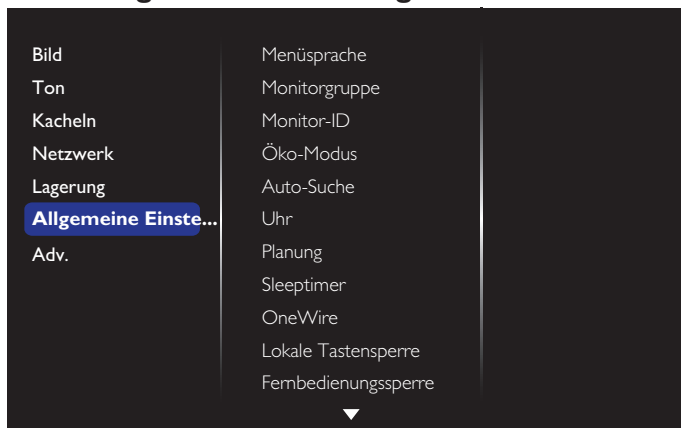 Bild
Ton
Kacheln
Netzwerk
Lagerung
Allgemeine Einste...
Adv.
Menüsprache
Monitorgruppe
Monitor-ID
Öko-Modus
Auto-Suche
Uhr
Planung
Sleeptimer
OneWire
Lokale Tastensperre
Fernbedienungssperre